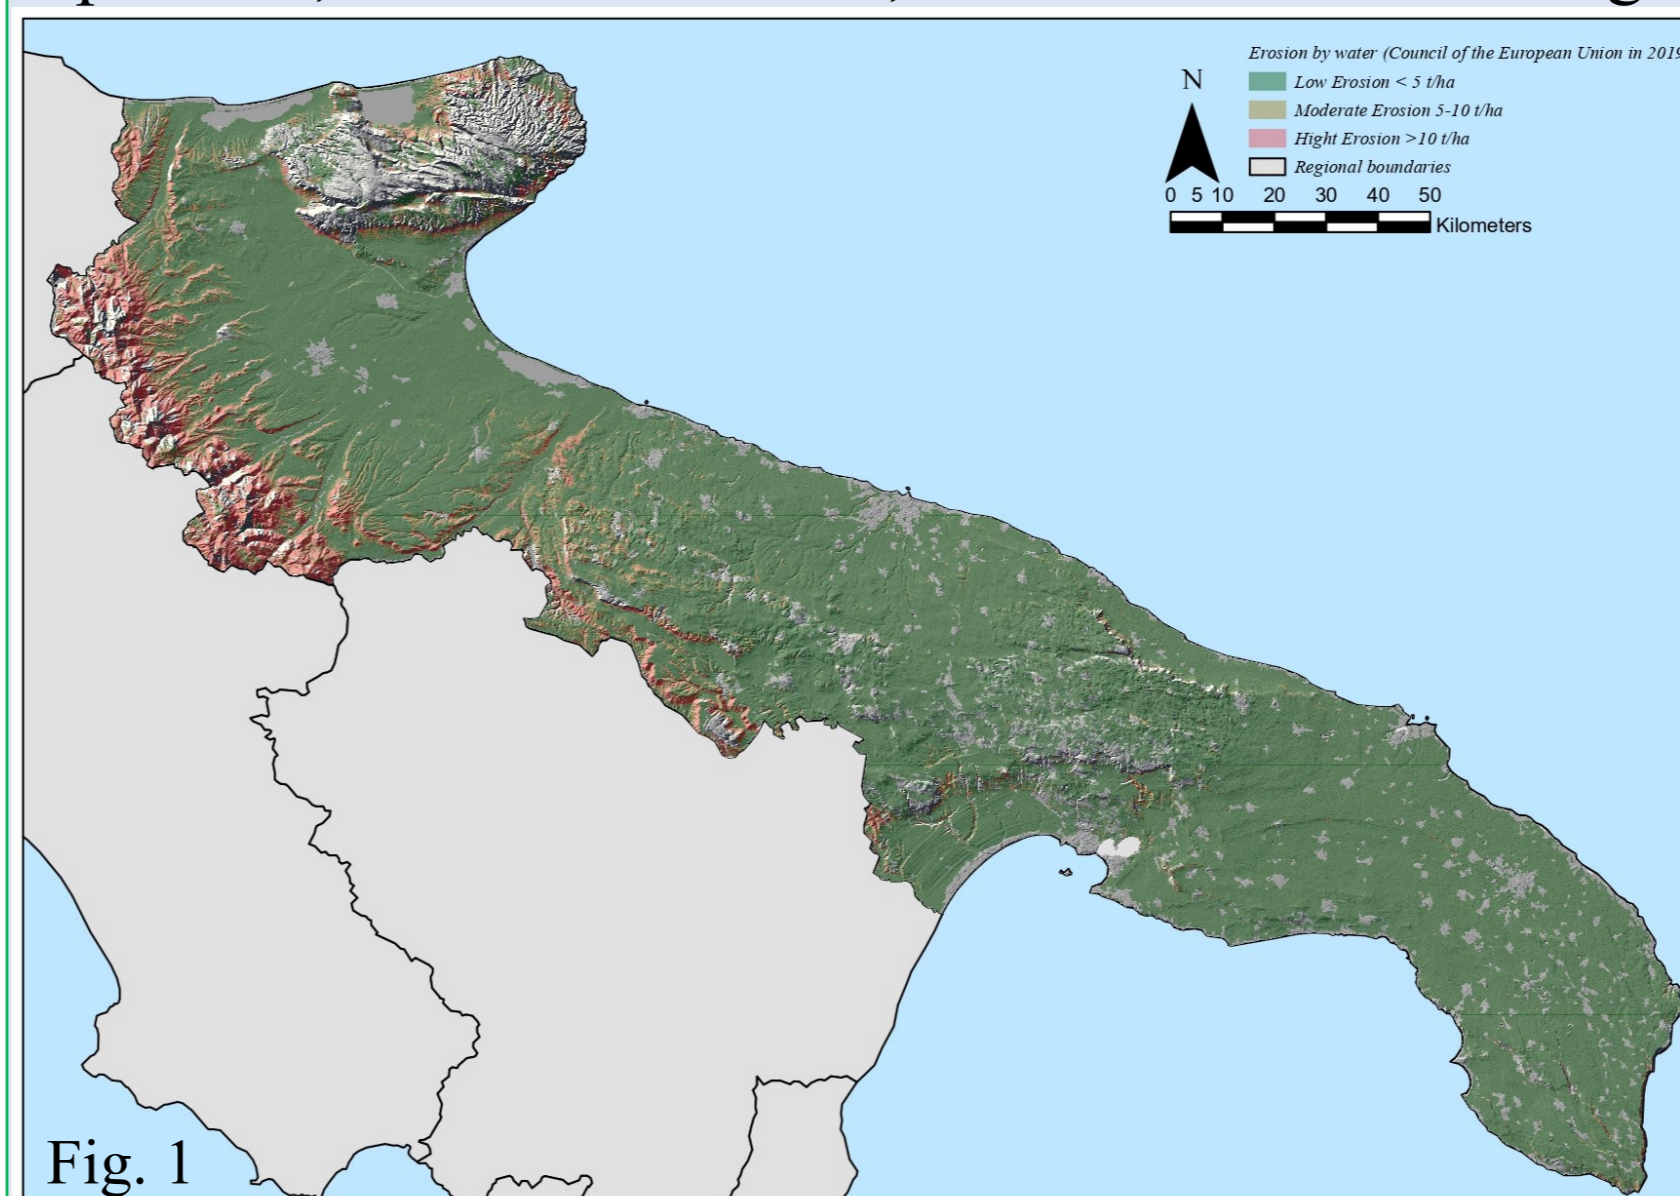 Erosion by water (Council of the European Union in 2019
N
Low Erosion < 5 t/ha
Moderate Erosion 5-10 t/ha
Hight Erosion >10 t/ha
Regional boundaries
0 5 10 20 30 40 50
Kilometers
Fig. 1